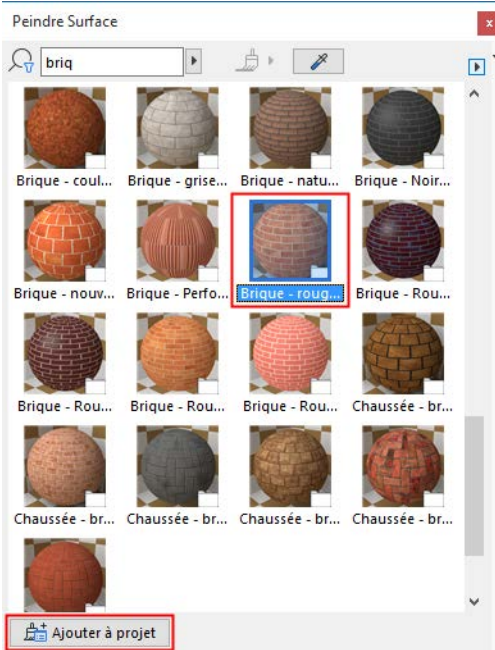 Peindre Surface
x
briq
Brique - coul... Brique - grise... Brique - natu... Brique - Noir...
Brique - nouv... Brique - Perfo... Brique - roug... Brique - Rou...
Brique - Rou... Brique - Rou... Brique - Rou... Chaussée - br...
Chaussée - br... Chaussée - br... Chaussée - br... Chaussée - br...
Ajouter à projet